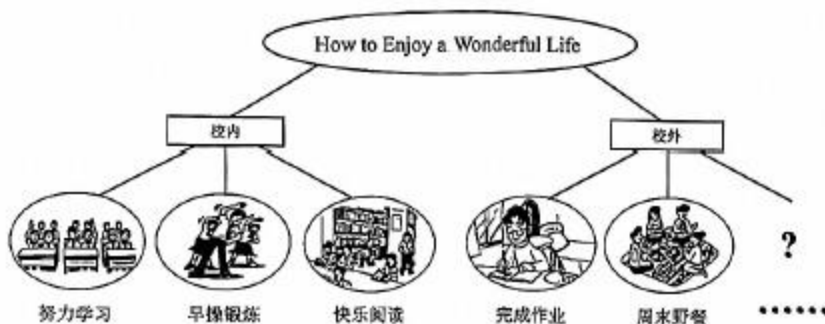 How to Enjoy a Wonderful Life
校内
校外
努力学习
早操锻炼
快乐阅读
完成作业
周末野餐
?
......